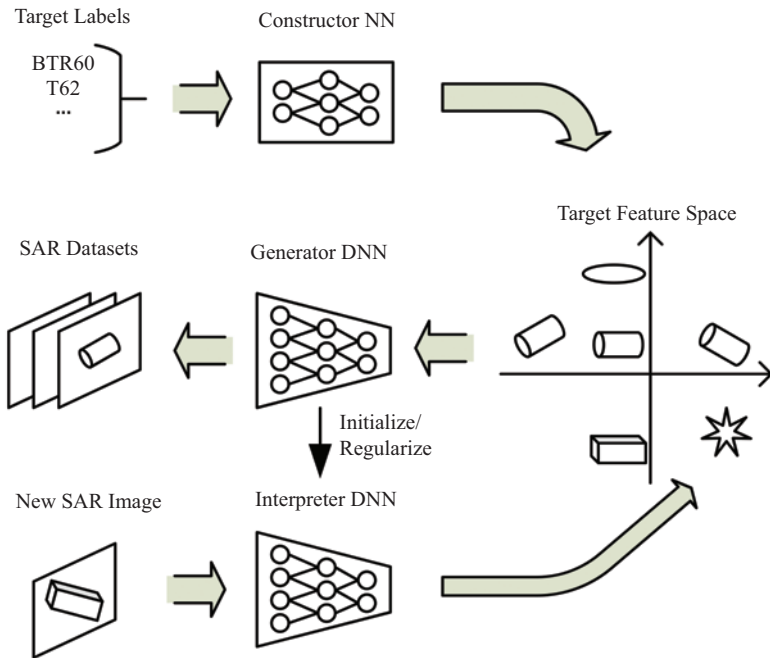 Target Labels
Constructor NN
BTR60
T62
...
Target Feature Space
SAR Datasets
Generator DNN
Initialize/
Regularize
New SAR Image
Interpreter DNN